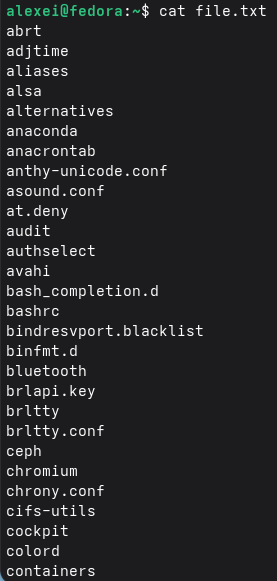 alexei@fedora:~$ cat file.txt
abrt
adjtime
aliases
alsa
alternatives
anaconda
anacrontab
anthy-unicode.conf
asound.conf
at.deny
audit
authselect
avahi
bash_completion.d
bashrc
bindresvport.blacklist
binfmt.d
bluetooth
brlapi.key
brltty
brltty.conf
ceph
chromium
chrony.conf
cifs-utils
cockpit
colord
containers